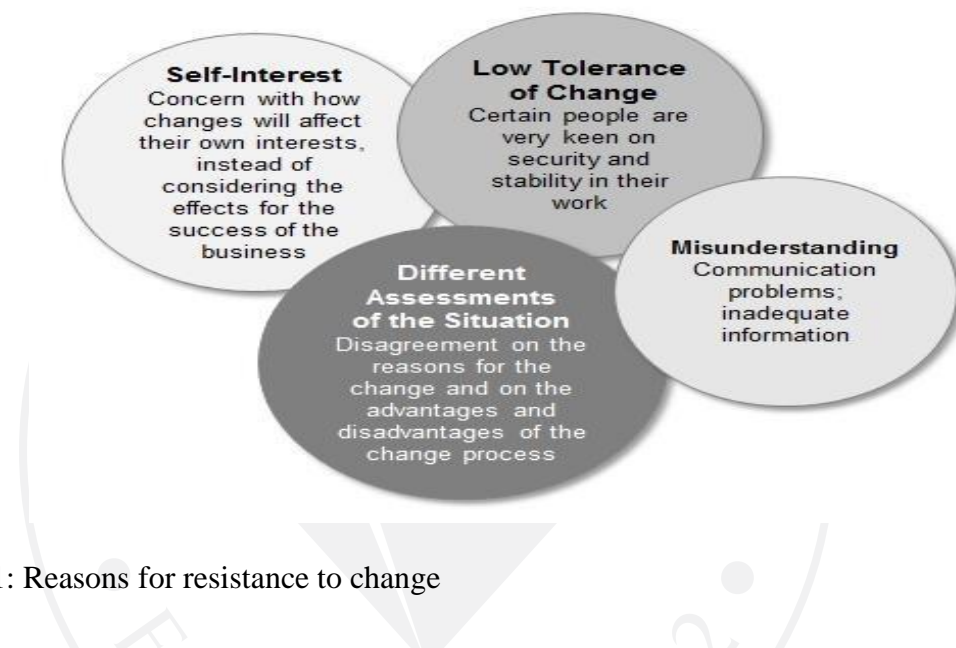 Self-Interest
Concern with how
changes will affect
their own interests,
instead of
considering the
effects for the
success of the
business
Low Tolerance
of Change
Certain people are
very keen on
security and
stability in their
work
Different
Assessments
of the Situation
Disagreement on the
reasons for the
change and on the
advantages and
disadvantages of the
change process
Misunderstanding
Communication
problems;
inadequate
information
: Reasons for resistance to change